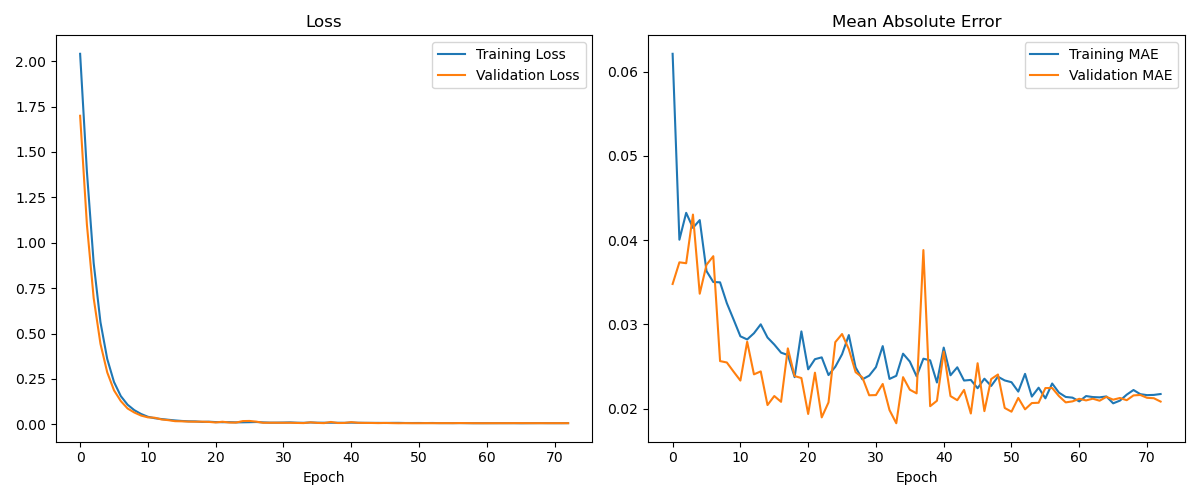 Loss
2.00
1.75
1.50
1.25
1.00
0.75
0.50
0.25
0.00
Training Loss
Validation Loss
0 10 20 30 40 50 60 70
Epoch
Mean Absolute Error
0.06
0.05
0.04
0.03
0.02
Training MAE
Validation MAE
0 10 20 30 40 50 60 70
Epoch